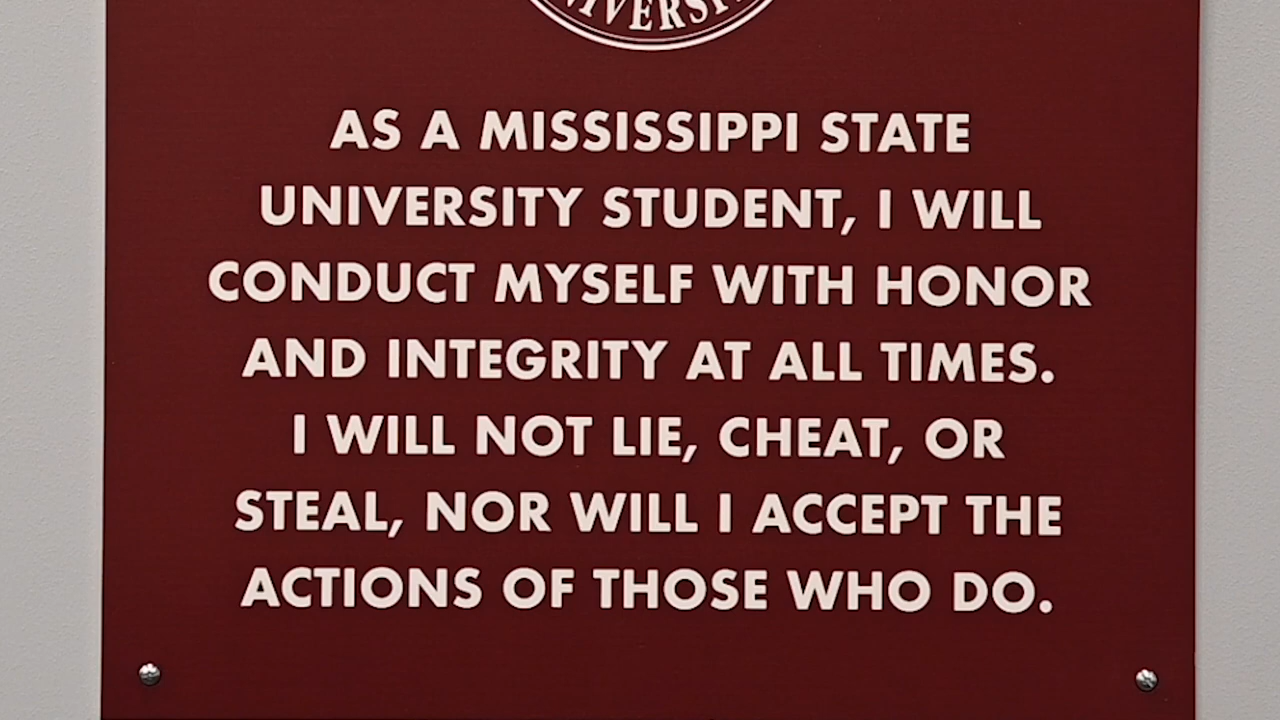 UNIVERSITY
AS A MISSISSIPPI STATE
UNIVERSITY STUDENT, I WILL
CONDUCT MYSELF WITH HONOR
AND INTEGRITY AT ALL TIMES.
I WILL NOT LIE, CHEAT, OR
STEAL, NOR WILL I ACCEPT THE
ACTIONS OF THOSE WHO DO.